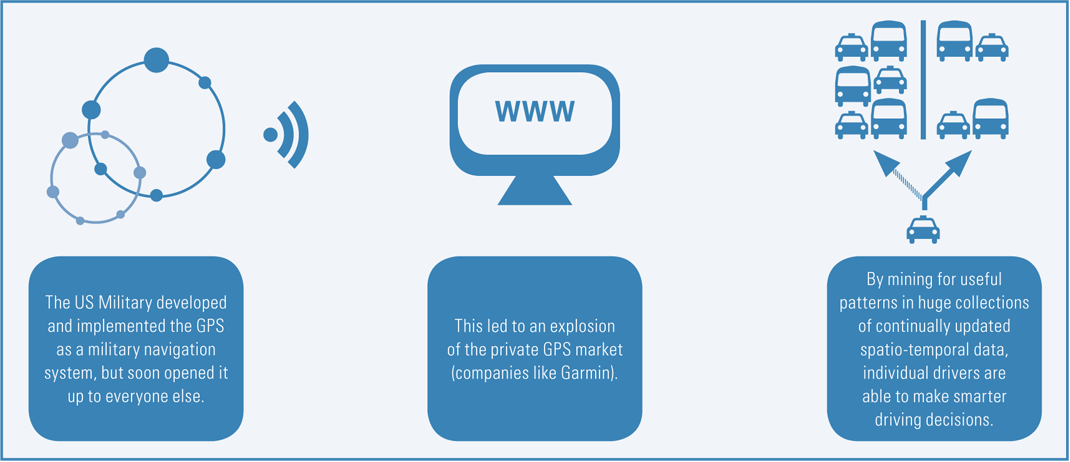 WWW
The US Military developed
and implemented the GPS
as a military navigation
system, but soon opened it
up to everyone else.
This led to an explosion
of the private GPS market
(companies like Garmin).
By mining for useful
patterns in huge collections
of continually updated
spatio-temporal data,
individual drivers are
able to make smarter
driving decisions.